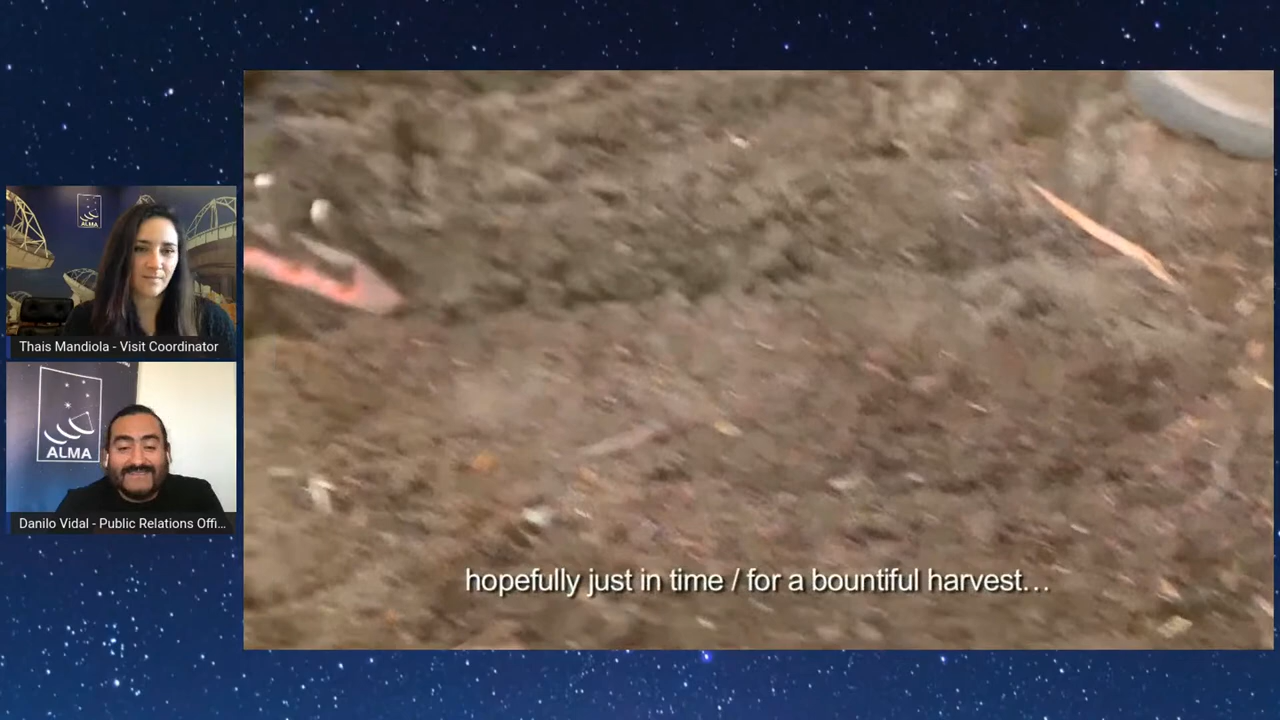 ALMA
Thais Mandiola - Visit Coordinator
ALMA
Danilo Vidal - Public Relations Offi...
hopefully just in time / for a bountiful harvest...